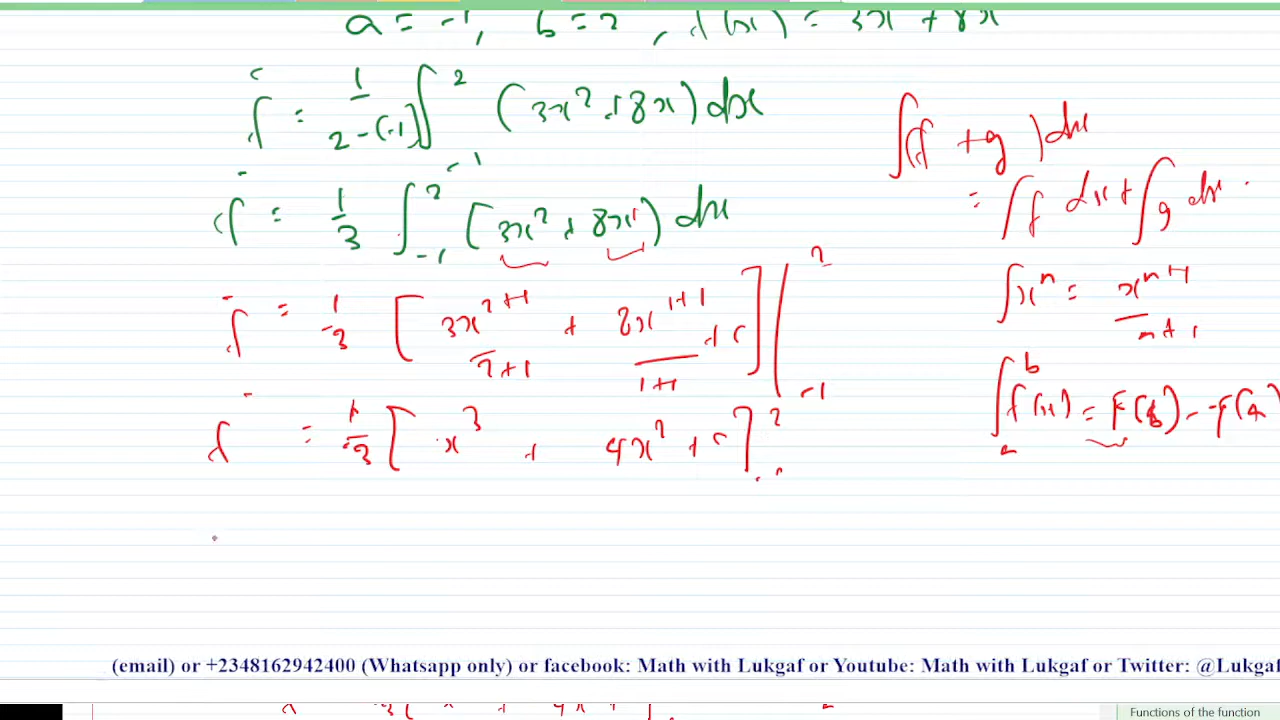 a = -1, b = 2, f(x) = 3x + 8x
f̄ = 1/(2-(-1)) ∫₋₁² (3x² + 8x) dx
f̄ = 1/3 ∫₋₁² (3x² + 8x¹) dx
f̄ = 1/3 [3x²⁺¹/(2+1) + 8x¹⁺¹/(1+1) + c] |₋₁²
f̄ = 1/3 [x³ + 4x² + c]²
∫(f + g) dx
= ∫f dx + ∫g dx
∫xⁿ = xⁿ⁺¹/(n+1)
∫ₐᵇ f(x) = F(b) - F(a)
(email) or +2348162942400 (Whatsapp only) or facebook: Math with Lukgaf or Youtube: Math with Lukgaf or Twitter: @Lukgaf
Functions of the function